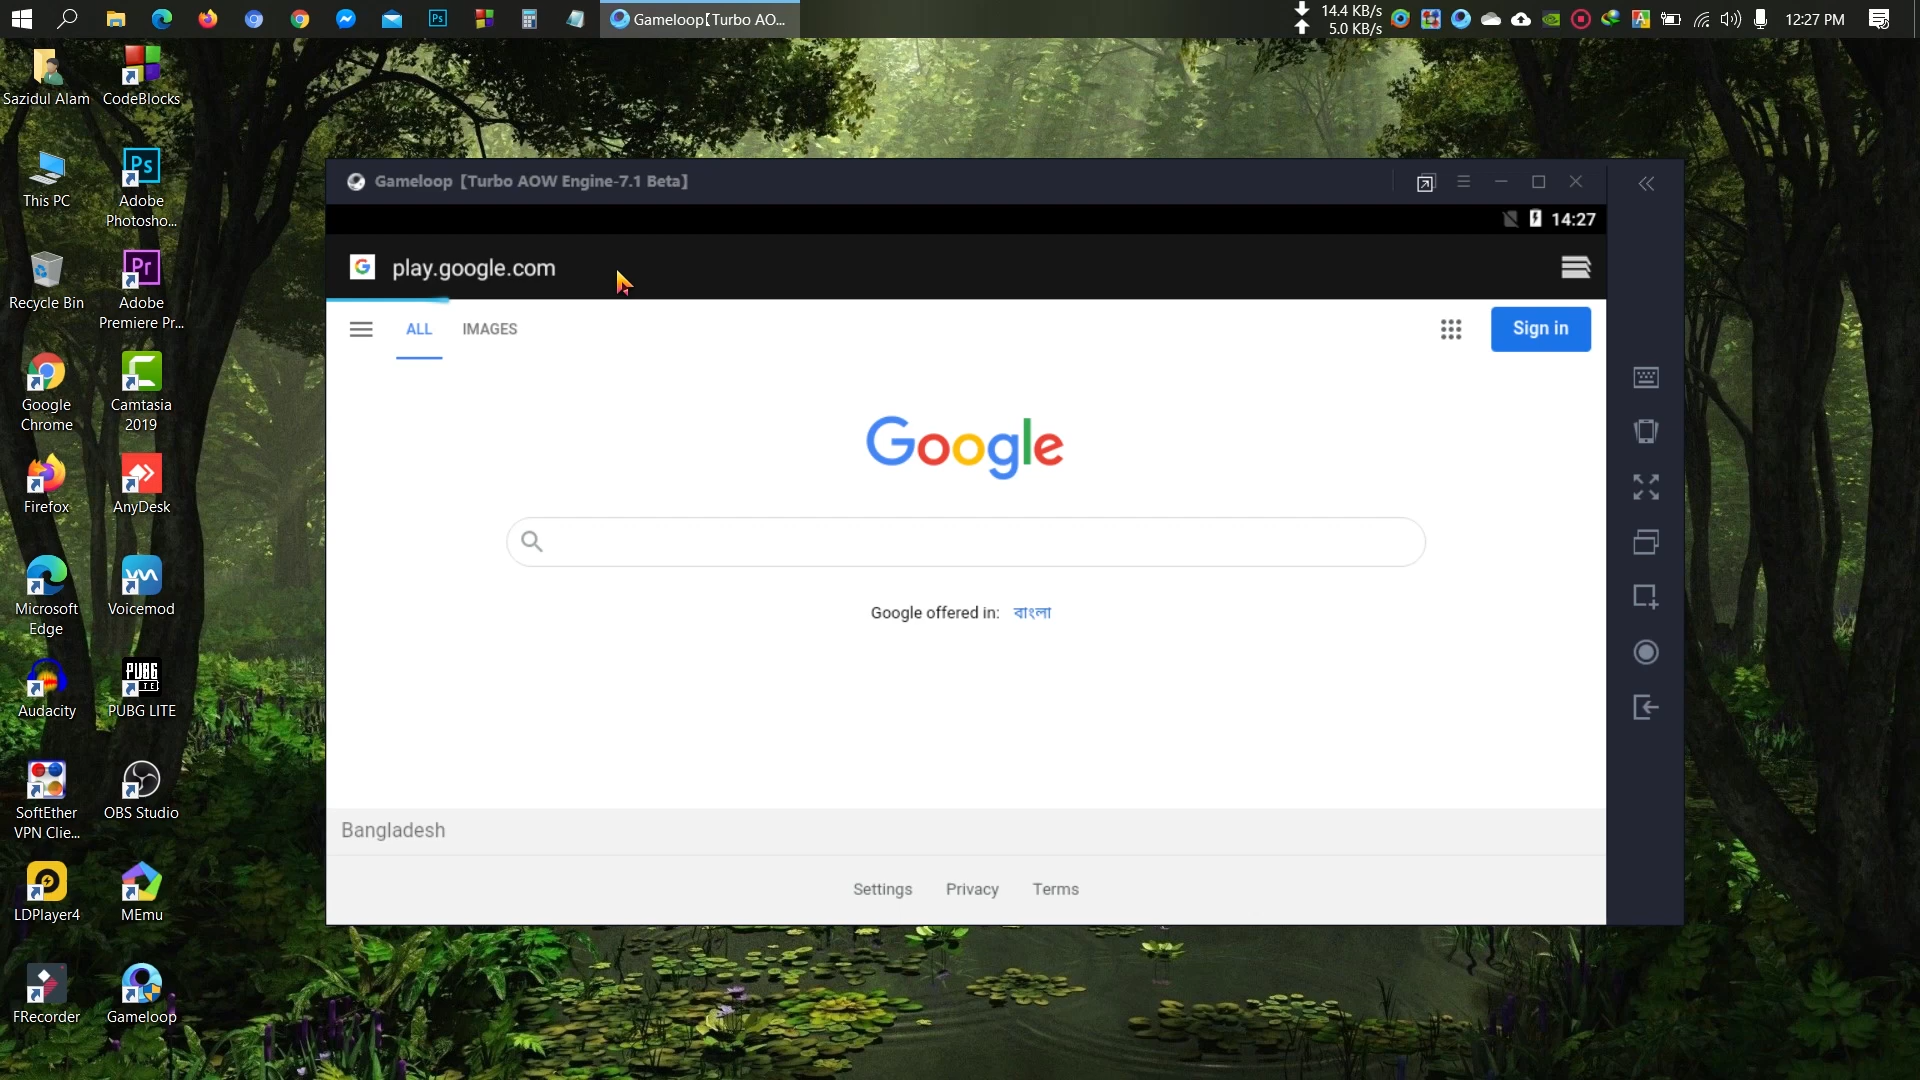 Gameloop【Turbo AO...
14.4 KB/s
5.0 KB/s
12:27 PM
Sazidul Alam
CodeBlocks
This PC
Adobe
Photosho...
Recycle Bin
Adobe
Premiere Pr...
Google
Chrome
Camtasia
2019
Firefox
AnyDesk
Microsoft
Edge
Voicemod
Audacity
PUBG LITE
SoftEther
VPN Clie...
OBS Studio
LDPlayer4
MEmu
FRecorder
Gameloop
Gameloop【Turbo AOW Engine-7.1 Beta】
14:27
play.google.com
ALL IMAGES
Sign in
Google
Google offered in: বাংলা
Bangladesh
Settings Privacy Terms